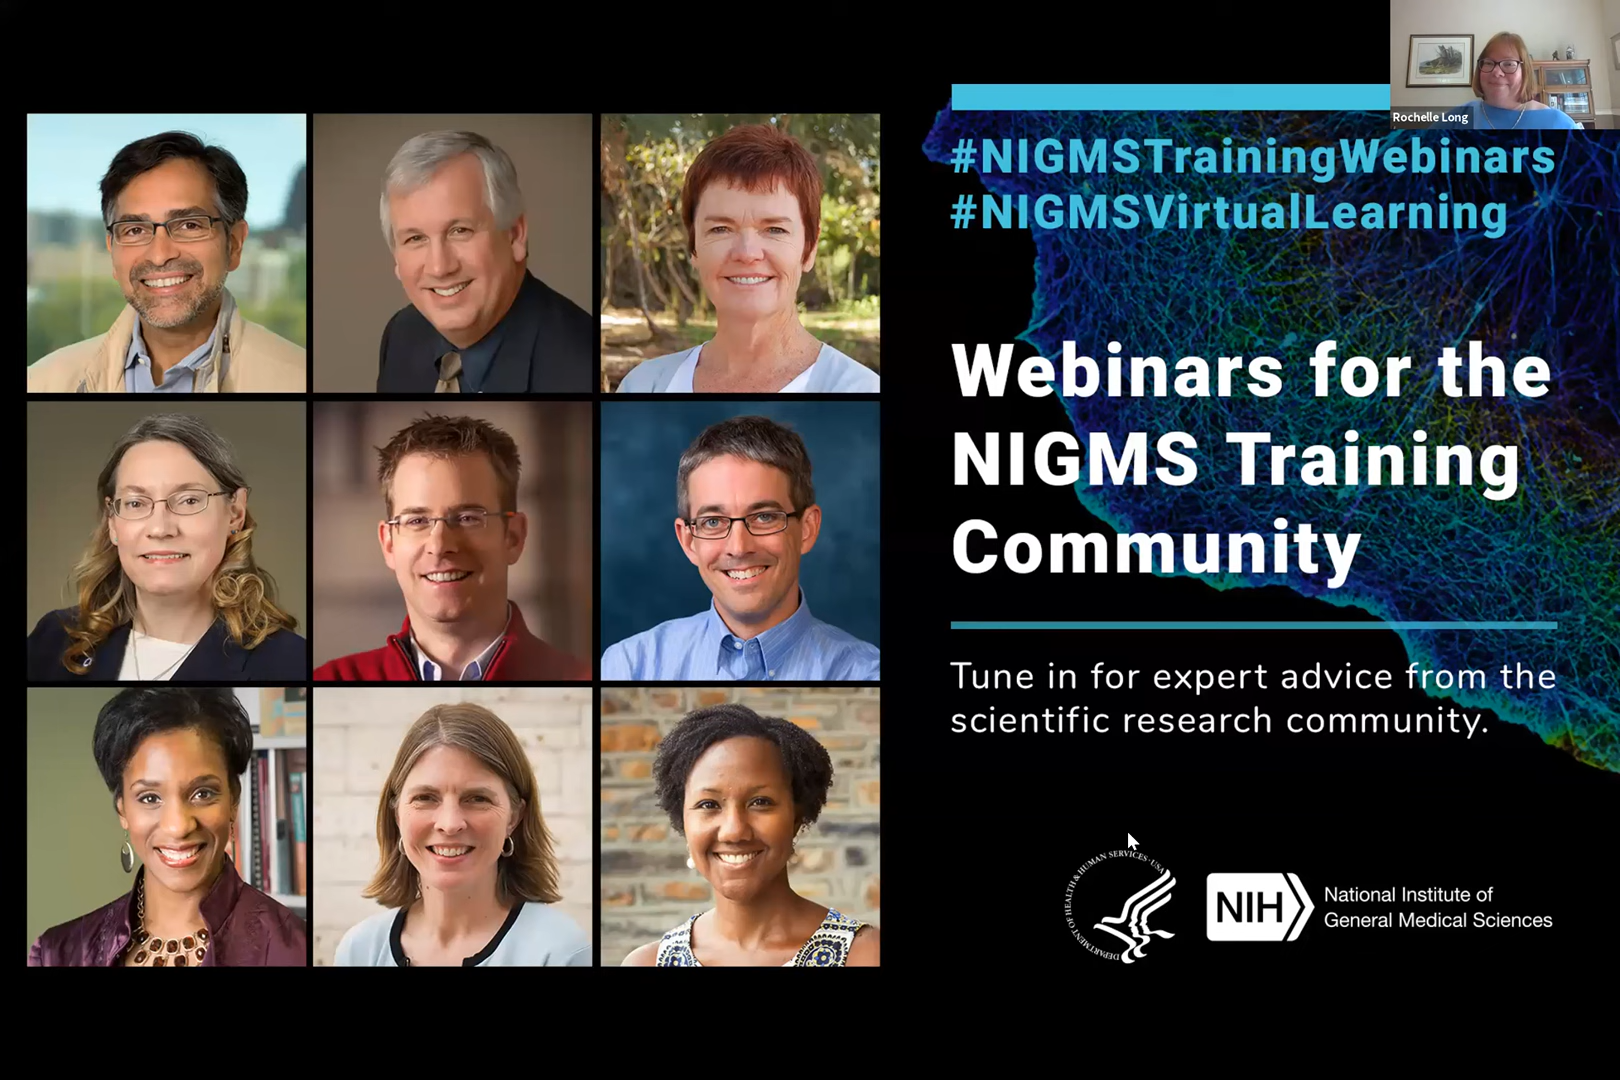 Rochelle Long
#NIGMSTrainingWebinars
#NIGMSVirtualLearning
Webinars for the
NIGMS Training
Community
Tune in for expert advice from the
scientific research community.
DEPARTMENT OF HEALTH & HUMAN SERVICES · USA
NIH
National Institute of
General Medical Sciences